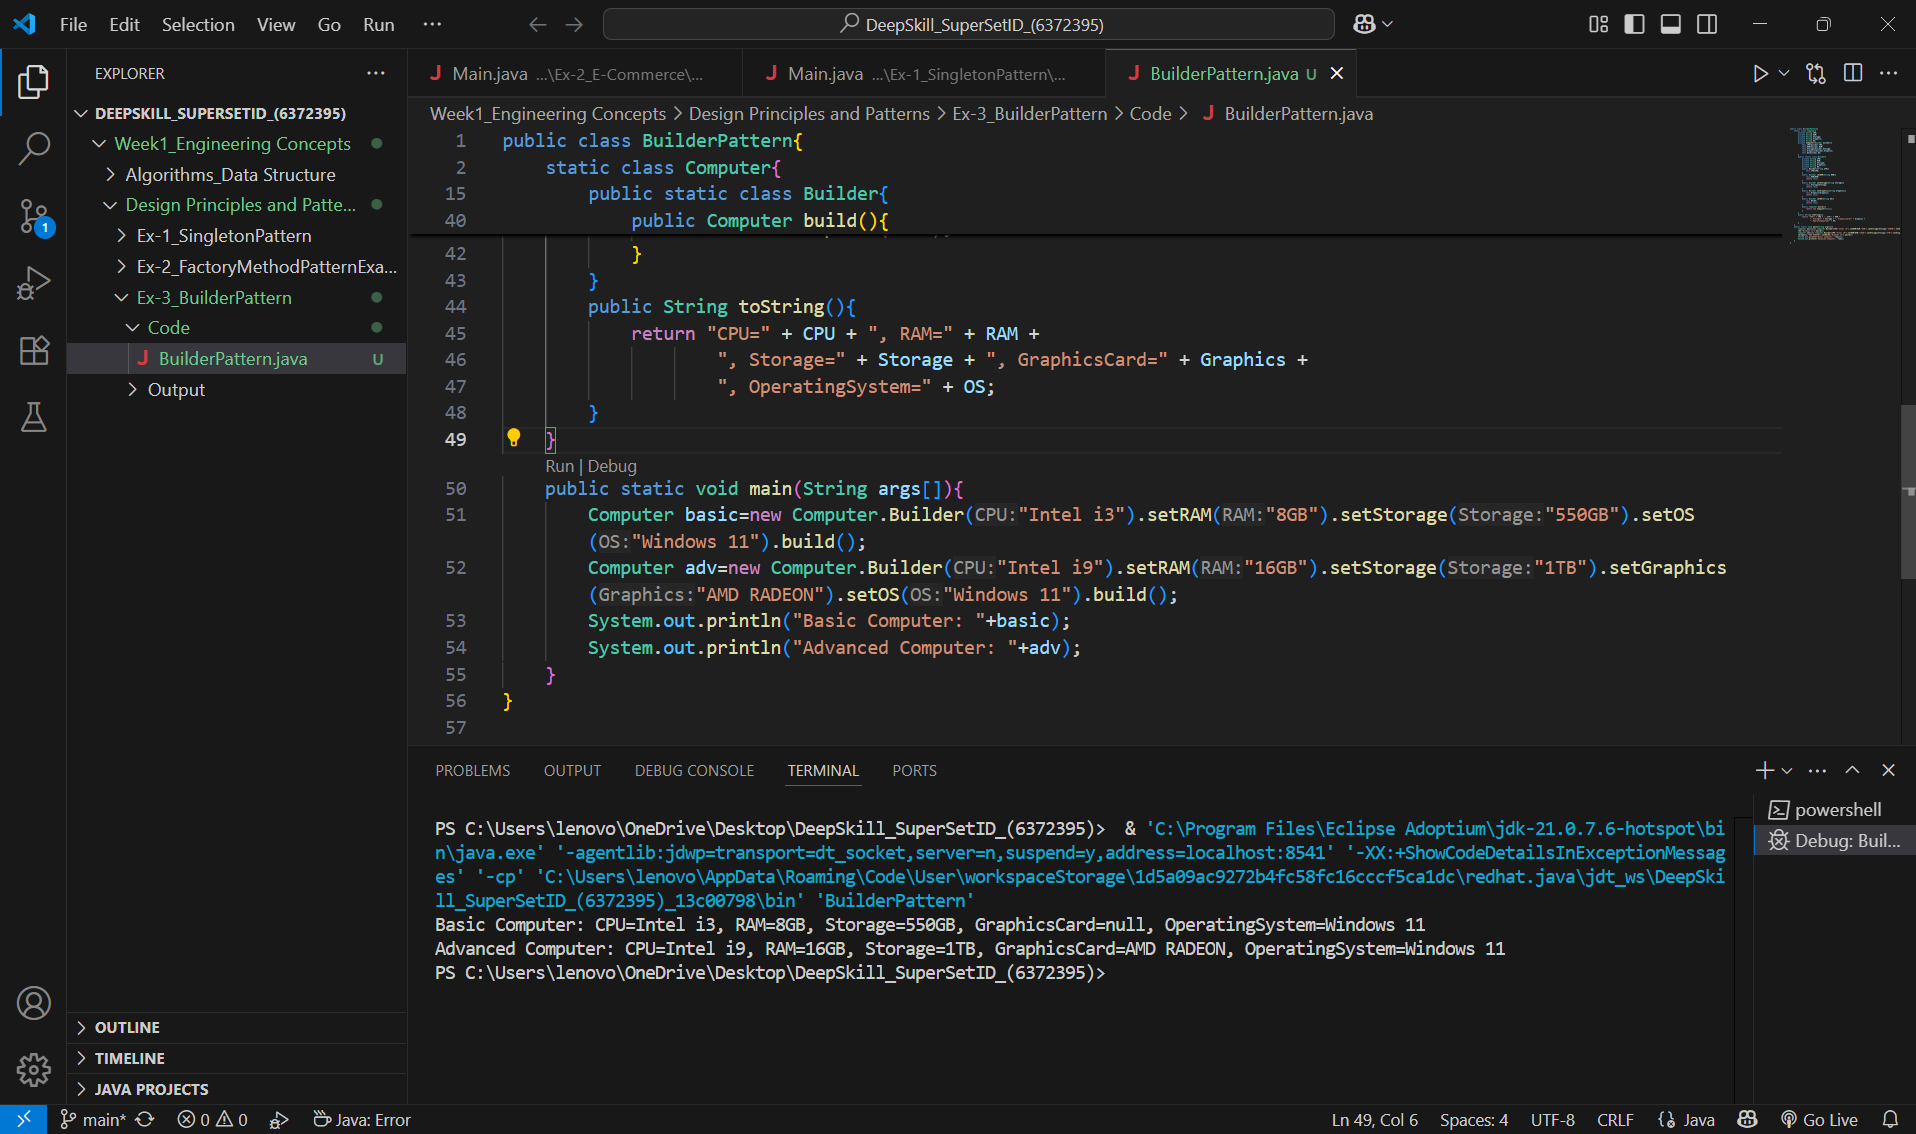 File Edit Selection View Go Run ··· DeepSkill_SuperSetID_(6372395)
EXPLORER
DEEPSKILL_SUPERSETID_(6372395)
Week1_Engineering Concepts
Algorithms_Data Structure
Design Principles and Patte...
Ex-1_SingletonPattern
Ex-2_FactoryMethodPatternExa...
Ex-3_BuilderPattern
Code
J BuilderPattern.java U
Output
1
OUTLINE
TIMELINE
JAVA PROJECTS
J Main.java ...\Ex-2_E-Commerce\... J Main.java ...\Ex-1_SingletonPattern\... J BuilderPattern.java U
Week1_Engineering Concepts > Design Principles and Patterns > Ex-3_BuilderPattern > Code > J BuilderPattern.java
1 public class BuilderPattern{
2 static class Computer{
15 public static class Builder{
40 public Computer build(){
42 }
43 }
44 public String toString(){
45 return "CPU=" + CPU + ", RAM=" + RAM +
46 ", Storage=" + Storage + ", GraphicsCard=" + Graphics +
47 ", OperatingSystem=" + OS;
48 }
49 }
Run | Debug
50 public static void main(String args[]){
51 Computer basic=new Computer.Builder(CPU:"Intel i3").setRAM(RAM:"8GB").setStorage(Storage:"550GB").setOS
(OS:"Windows 11").build();
52 Computer adv=new Computer.Builder(CPU:"Intel i9").setRAM(RAM:"16GB").setStorage(Storage:"1TB").setGraphics
(Graphics:"AMD RADEON").setOS(OS:"Windows 11").build();
53 System.out.println("Basic Computer: "+basic);
54 System.out.println("Advanced Computer: "+adv);
55 }
56 }
57
PROBLEMS OUTPUT DEBUG CONSOLE TERMINAL PORTS
PS C:\Users\lenovo\OneDrive\Desktop\DeepSkill_SuperSetID_(6372395)> & 'C:\Program Files\Eclipse Adoptium\jdk-21.0.7.6-hotspot\bi
n\java.exe' '-agentlib:jdwp=transport=dt_socket,server=n,suspend=y,address=localhost:8541' '-XX:+ShowCodeDetailsInExceptionMessag
es' '-cp' 'C:\Users\lenovo\AppData\Roaming\Code\User\workspaceStorage\1d5a09ac9272b4fc58fc16cccf5ca1dc\redhat.java\jdt_ws\DeepSki
ll_SuperSetID_(6372395)_13c00798\bin' 'BuilderPattern'
Basic Computer: CPU=Intel i3, RAM=8GB, Storage=550GB, GraphicsCard=null, OperatingSystem=Windows 11
Advanced Computer: CPU=Intel i9, RAM=16GB, Storage=1TB, GraphicsCard=AMD RADEON, OperatingSystem=Windows 11
PS C:\Users\lenovo\OneDrive\Desktop\DeepSkill_SuperSetID_(6372395)>
powershell
Debug: Buil...
main* 0 0 Java: Error Ln 49, Col 6 Spaces: 4 UTF-8 CRLF Java Go Live